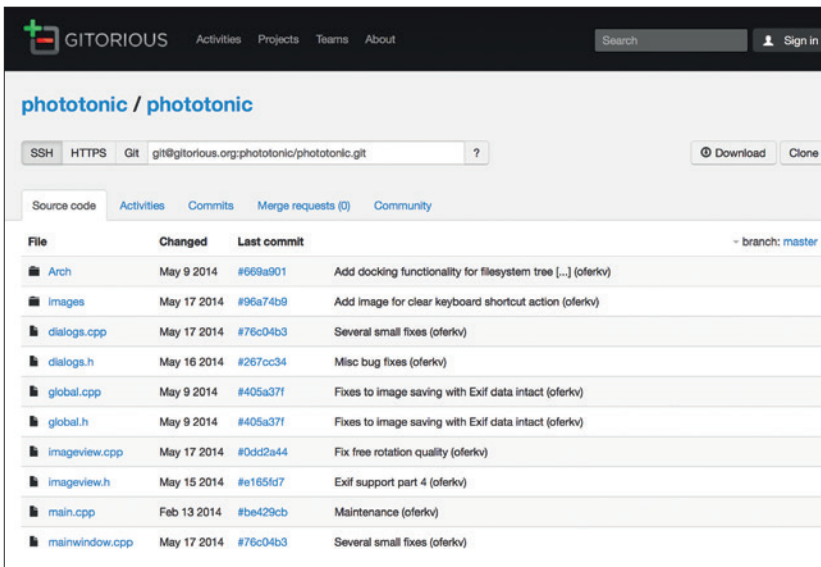 GITORIOUS Activities Projects Teams About Search Sign in
phototonic / phototonic
SSH HTTPS Git git@gitorious.org:phototonic/phototonic.git ? Download Clone
Source code Activities Commits Merge requests (0) Community
File Changed Last commit branch: master
Arch May 9 2014 #669a901 Add docking functionality for filesystem tree [...] (oferkv)
images May 17 2014 #96a74b9 Add image for clear keyboard shortcut action (oferkv)
dialogs.cpp May 17 2014 #76c04b3 Several small fixes (oferkv)
dialogs.h May 16 2014 #267cc34 Misc bug fixes (oferkv)
global.cpp May 9 2014 #405a37f Fixes to image saving with Exif data intact (oferkv)
global.h May 9 2014 #405a37f Fixes to image saving with Exif data intact (oferkv)
imageview.cpp May 17 2014 #0dd2a44 Fix free rotation quality (oferkv)
imageview.h May 15 2014 #e165fd7 Exif support part 4 (oferkv)
main.cpp Feb 13 2014 #be429cb Maintenance (oferkv)
mainwindow.cpp May 17 2014 #76c04b3 Several small fixes (oferkv)